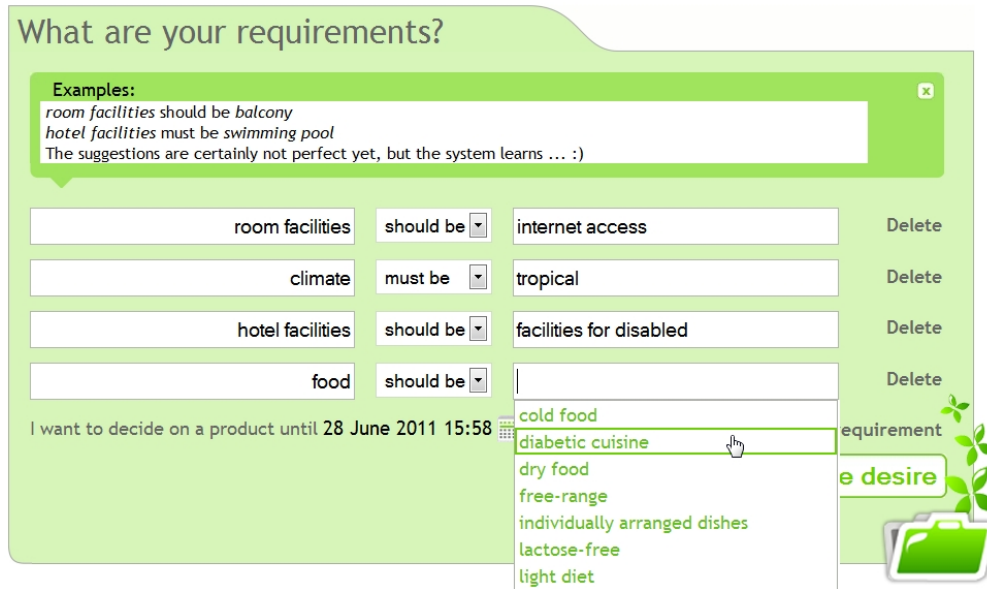 What are your requirements?
Examples:
room facilities should be balcony
hotel facilities must be swimming pool
The suggestions are certainly not perfect yet, but the system learns ... :)
room facilities should be internet access Delete
climate must be tropical Delete
hotel facilities should be facilities for disabled Delete
food should be Delete
I want to decide on a product until 28 June 2011 15:58 equirement
cold food
diabetic cuisine
dry food
e desire
free-range
individually arranged dishes
lactose-free
light diet